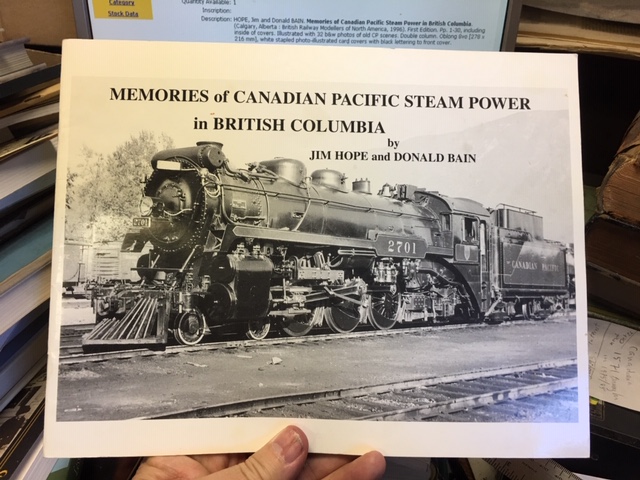 Category
Stock Data
Quantity Available: 1
Inscription:
Description: HOPE, Jim and Donald BAIN. Memories of Canadian Pacific Steam Power in British Columbia.
(Calgary, Alberta : British Railway Modellers of North America, 1996). First Edition. Pp. 1-30, including
inside of covers. Illustrated with 32 b&w photos of old CP scenes. Double column. Oblong 8vo [270 x
216 mm], white stapled photo-illustrated card covers with black lettering to front cover.
MEMORIES of CANADIAN PACIFIC STEAM POWER
in BRITISH COLUMBIA
by
JIM HOPE and DONALD BAIN
2701
CANADIAN PACIFIC